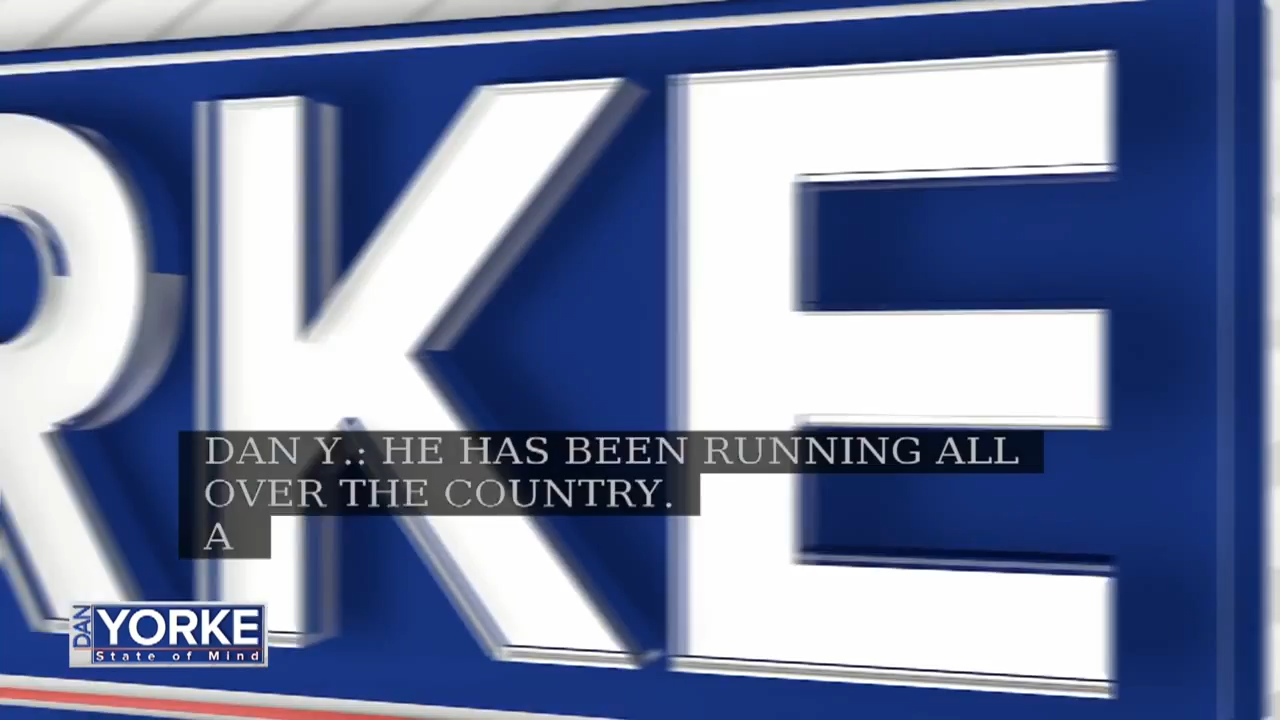 RKE
DAN Y.: HE HAS BEEN RUNNING ALL
OVER THE COUNTRY.
A
DAN
YORKE
State of Mind